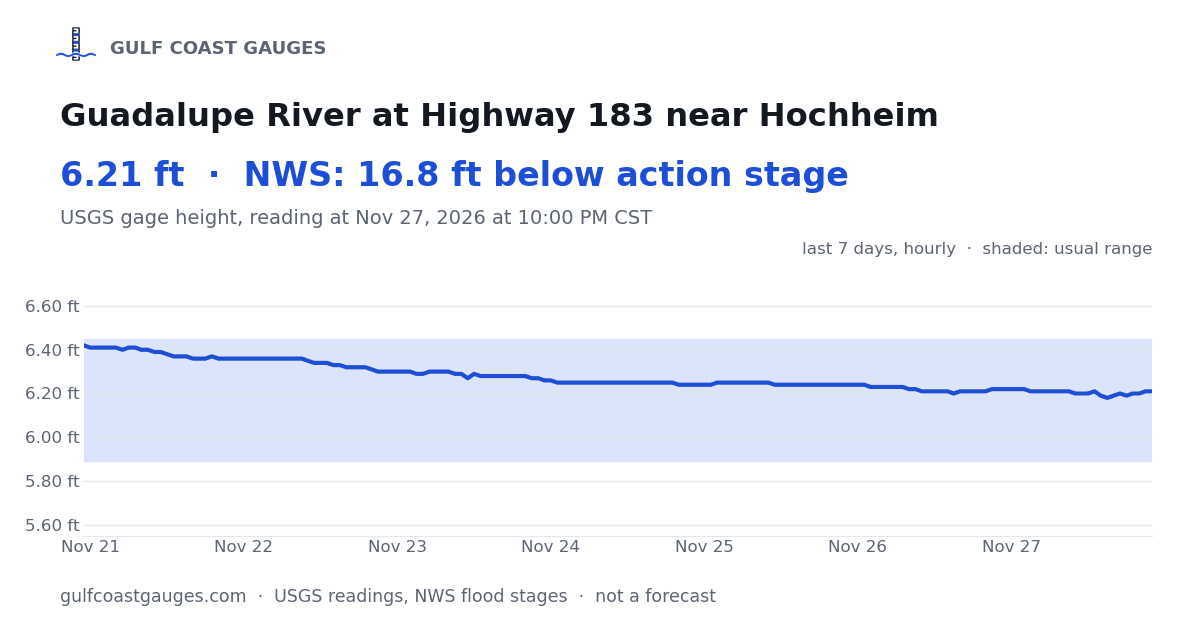 GULF COAST GAUGES
Guadalupe River at Highway 183 near Hochheim
6.21 ft · NWS: 16.8 ft below action stage
USGS gage height, reading at Nov 27, 2026 at 10:00 PM CST
last 7 days, hourly · shaded: usual range
6.60 ft
6.40 ft
6.20 ft
6.00 ft
5.80 ft
5.60 ft
Nov 21 Nov 22 Nov 23 Nov 24 Nov 25 Nov 26 Nov 27
gulfcoastgauges.com · USGS readings, NWS flood stages · not a forecast